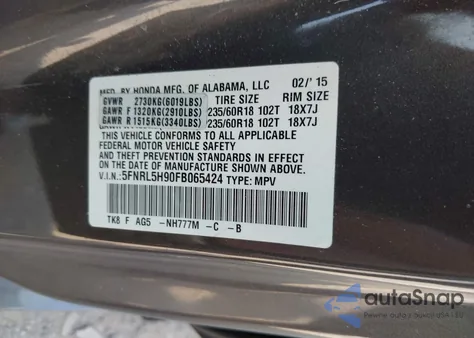 MFD. BY HONDA MFG. OF ALABAMA, LLC 02/'15
GVWR 2730KG(6019LBS) TIRE SIZE RIM SIZE
GAWR F 1320KG(2910LBS) 235/60R18 102T 18X7J
GAWR R 1515KG(3340LBS) 235/60R18 102T 18X7J
THIS VEHICLE CONFORMS TO ALL APPLICABLE
FEDERAL MOTOR VEHICLE SAFETY
STANDARDS IN EFFECT ON THE
DATE OF MANUFACTURE SHOWN ABOVE.
V.I.N.:5FNRL5H90FB065424 TYPE: MPV
TK8 F AG5 -NH777M -C -B
autoSnap